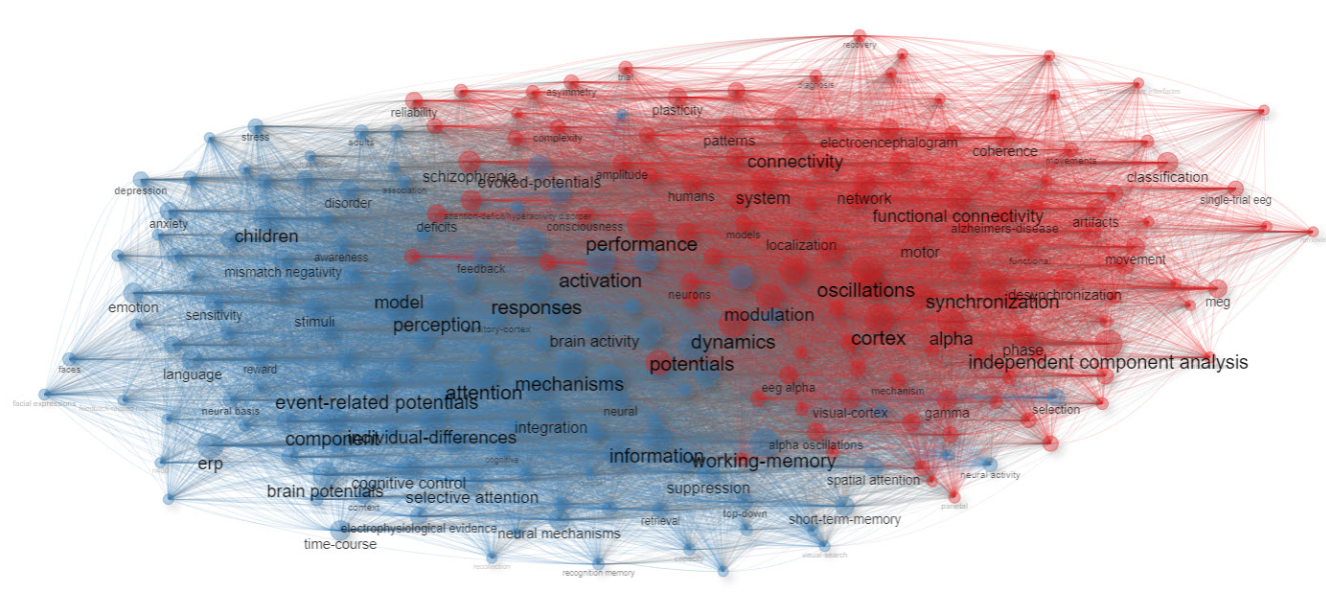 recovery
trial
diagnosis
asymmetry
reliability
plasticity
stress
adults
complexity
patterns
electroencephalogram
coherence
movements
connectivity
schizophrenia
evoked-potentials
amplitude
classification
depression
association
humans
system
network
single-trial eeg
disorder
attention-deficit/hyperactivity disorder
functional connectivity
anxiety
deficits
consciousness
artifacts
alzheimers-disease
children
models
performance
localization
motor
awareness
functional
movement
mismatch negativity
feedback
activation
oscillations
neurons
desynchronization
emotion
model
responses
synchronization
meg
sensitivity
modulation
stimuli
perception
brain activity
dynamics
cortex
alpha
phase
potentials
independent component analysis
faces
language
reward
mechanisms
eeg alpha
mechanism
attention
facial expressions
event-related potentials
neural basis
neural
visual-cortex
gamma
selection
integration
component
individual-differences
alpha oscillations
information
working-memory
erp
cognitive
neural activity
cognitive control
spatial attention
brain potentials
selective attention
suppression
context
parietal
top-down
retrieval
short-term-memory
electrophysiological evidence
neural mechanisms
time-course
visual-search
recollection
recognition memory